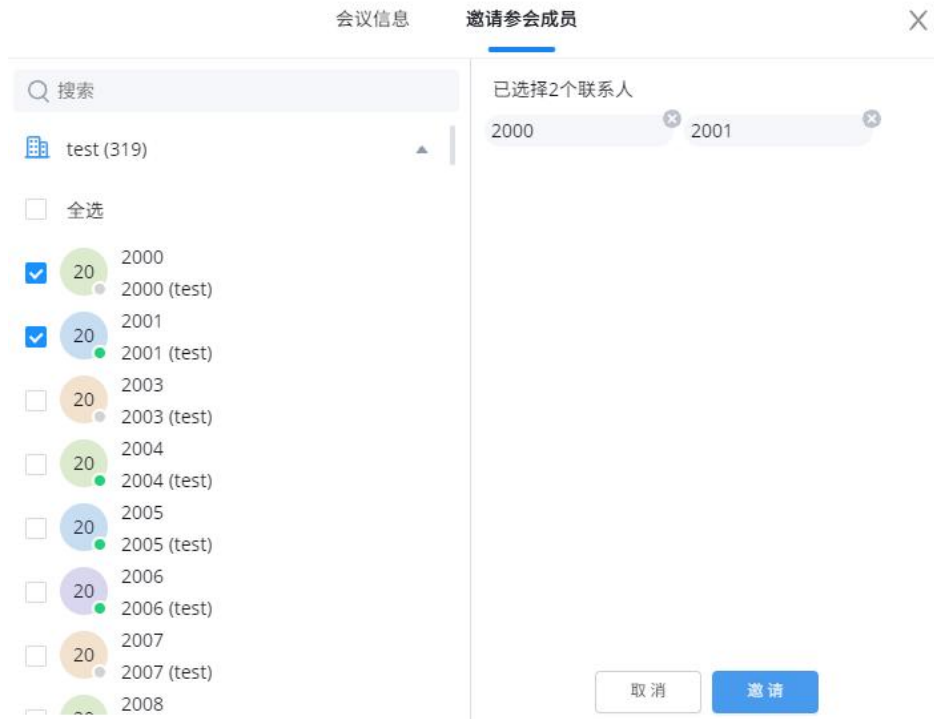 会议信息 邀请参会成员
搜索
test (319)
全选
20 2000
2000 (test)
20 2001
2001 (test)
20 2003
2003 (test)
20 2004
2004 (test)
20 2005
2005 (test)
20 2006
2006 (test)
20 2007
2007 (test)
2008
已选择2个联系人
2000 2001
取消 邀请